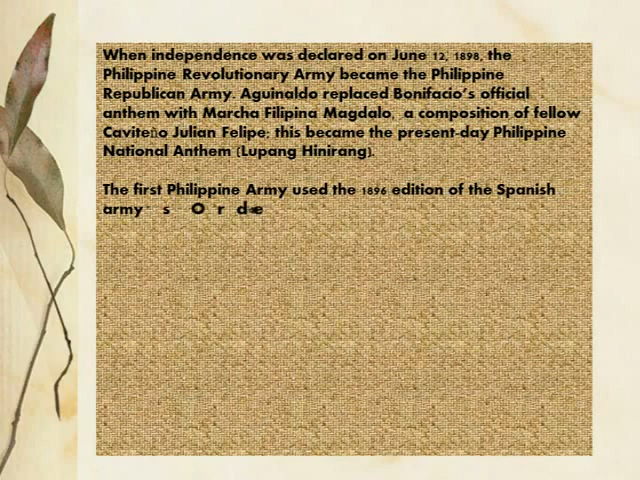 When independence was declared on June 12, 1898, the
Philippine Revolutionary Army became the Philippine
Republican Army. Aguinaldo replaced Bonifacio's official
anthem with Marcha Filipina Magdalo, a composition of fellow
Caviteño Julian Felipe; this became the present-day Philippine
National Anthem (Lupang Hinirang).
The first Philippine Army used the 1896 edition of the Spanish
army s O r d e